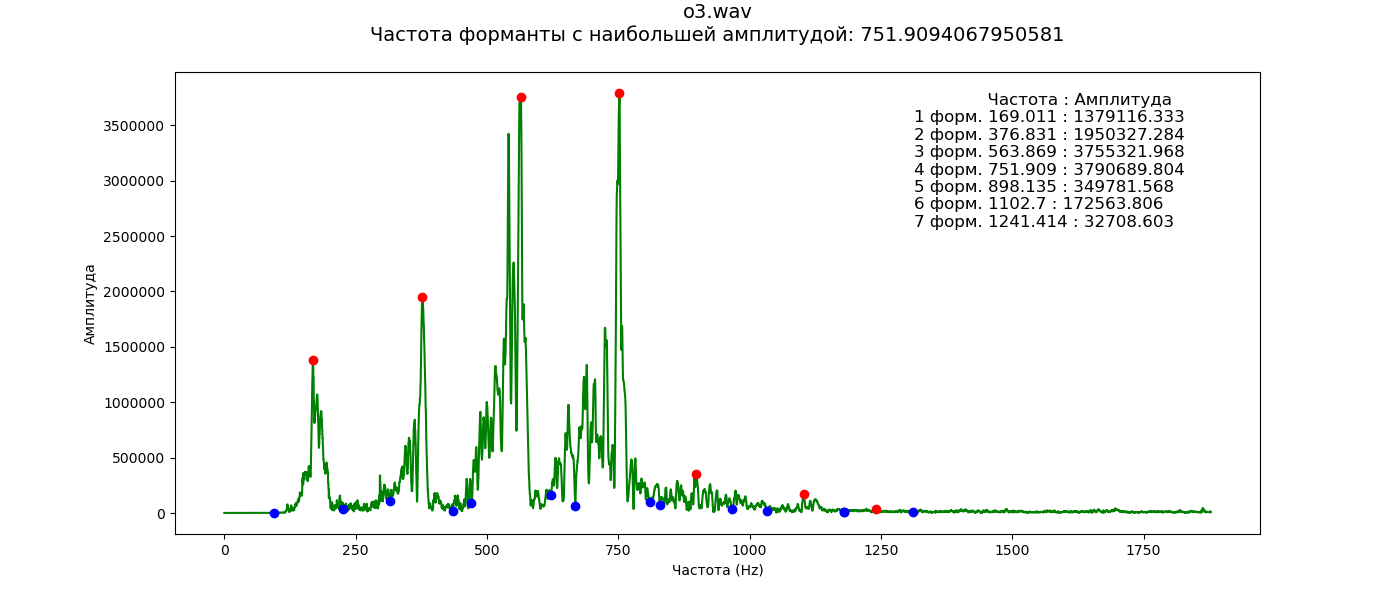 o3.wav
Частота форманты с наибольшей амплитудой: 751.9094067950581
Частота : Амплитуда
1 форм. 169.011 : 1379116.333
2 форм. 376.831 : 1950327.284
3 форм. 563.869 : 3755321.968
4 форм. 751.909 : 3790689.804
5 форм. 898.135 : 349781.568
6 форм. 1102.7 : 172563.806
7 форм. 1241.414 : 32708.603
Амплитуда
3500000
3000000
2500000
2000000
1500000
1000000
500000
0
0 250 500 750 1000 1250 1500 1750
Частота (Hz)